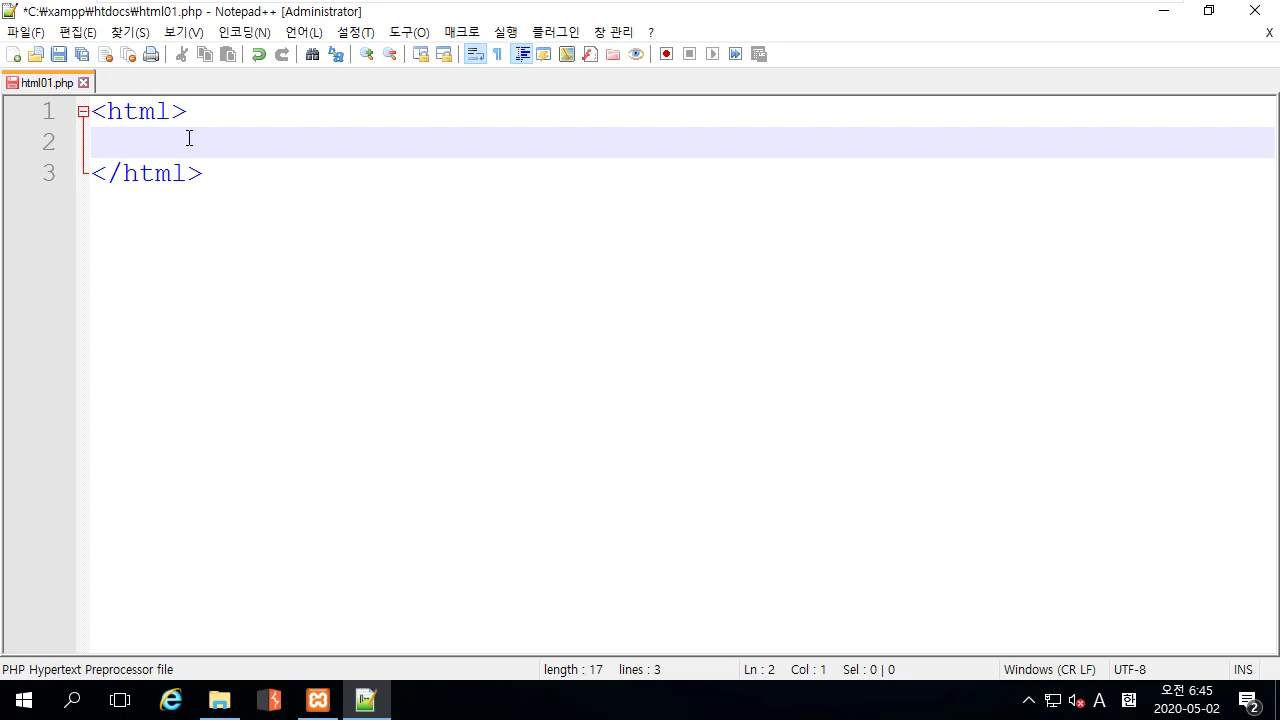 *C:₩xampp₩htdocs₩html01.php - Notepad++ [Administrator]
파일(F) 편집(E) 찾기(S) 보기(V) 인코딩(N) 언어(L) 설정(T) 도구(O) 매크로 실행 플러그인 창 관리 ? X
html01.php
1 <html>
2
3 </html>
PHP Hypertext Preprocessor file length : 17 lines : 3 Ln : 2 Col : 1 Sel : 0 | 0 Windows (CR LF) UTF-8 INS
A 한 오전 6:45
2020-05-02 2